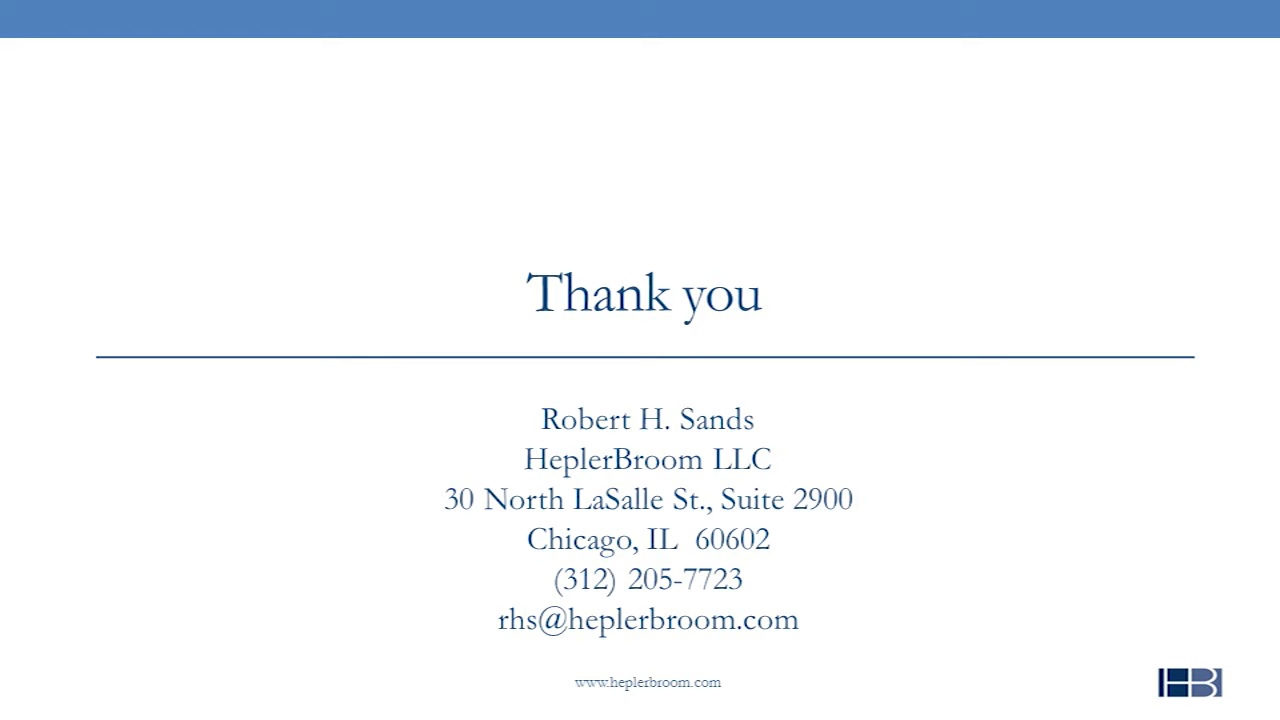 Thank you
Robert H. Sands
HeplerBroom LLC
30 North LaSalle St., Suite 2900
Chicago, IL  60602
(312) 205-7723
rhs@heplerbroom.com
www.heplerbroom.com
HB